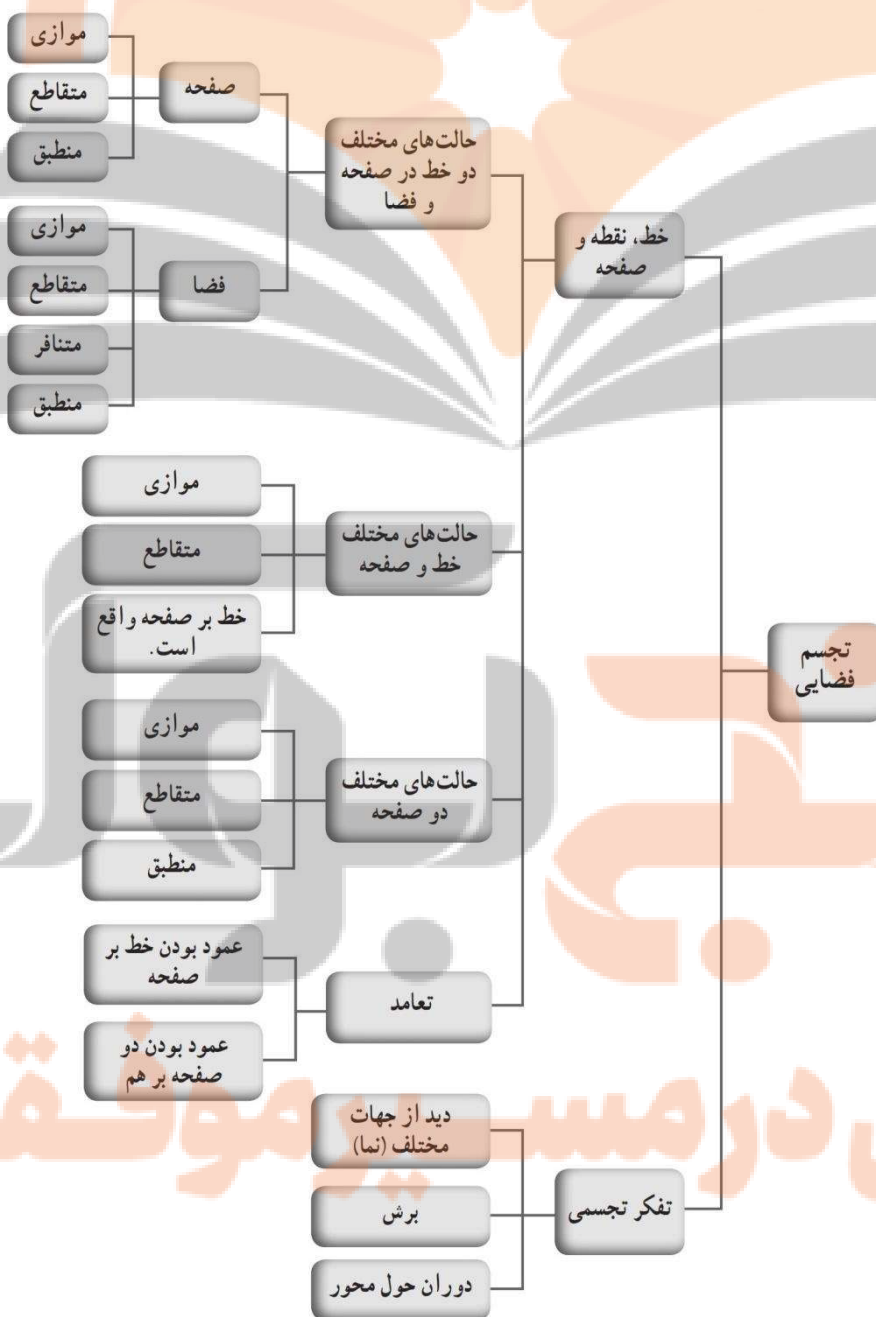 تجسم
فضایی
خط، نقطه و
صفحه
حالت‌های مختلف
دو خط در صفحه
و فضا
صفحه
موازی
متقاطع
منطبق
فضا
موازی
متقاطع
متنافر
منطبق
حالت‌های مختلف
خط و صفحه
موازی
متقاطع
خط بر صفحه واقع
است.
حالت‌های مختلف
دو صفحه
موازی
متقاطع
منطبق
تعامد
عمود بودن خط بر
صفحه
عمود بودن دو
صفحه بر هم
تفکر تجسمی
دید از جهات
مختلف (نما)
برش
دوران حول محور
درمسیرموفق